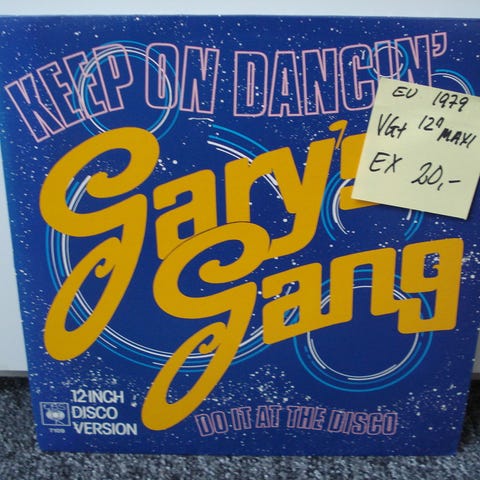 KEEP ON DANCIN'
Gary's
Gang
EU 1979
VG+ 12" MAXI
EX 20,-
12-INCH
DISCO
VERSION
CBS
DO IT AT THE DISCO